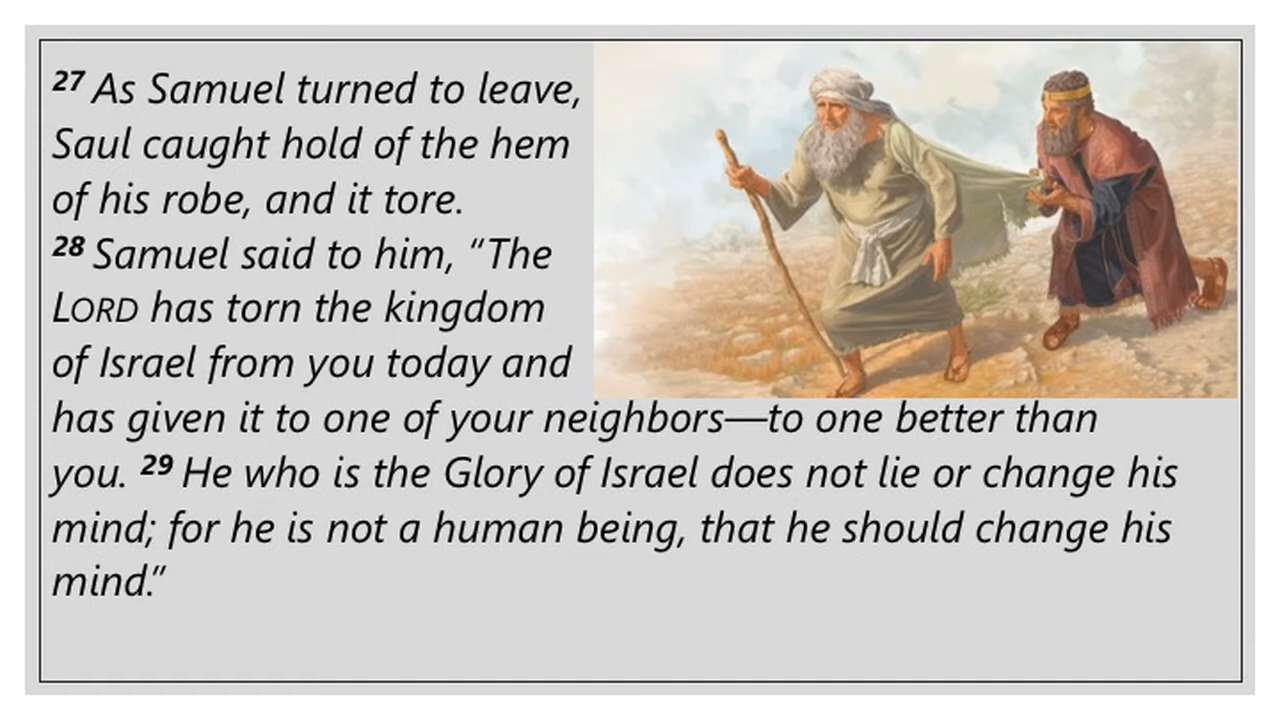 27 As Samuel turned to leave,
Saul caught hold of the hem
of his robe, and it tore.
28 Samuel said to him, “The
LORD has torn the kingdom
of Israel from you today and
has given it to one of your neighbors—to one better than
you. 29 He who is the Glory of Israel does not lie or change his
mind; for he is not a human being, that he should change his
mind.”